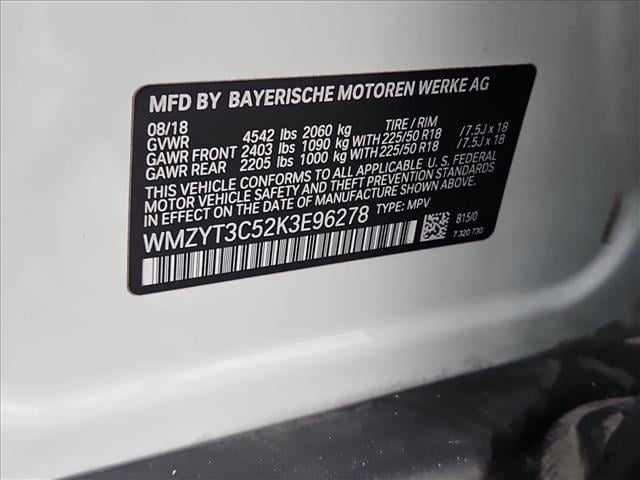 MFD BY BAYERISCHE MOTOREN WERKE AG
08/18 TIRE / RIM
GVWR 4542 lbs 2060 kg
GAWR FRONT 2403 lbs 1090 kg WITH 225/50 R18 /7.5J x 18
GAWR REAR 2205 lbs 1000 kg WITH 225/50 R18 /7.5J x 18
THIS VEHICLE CONFORMS TO ALL APPLICABLE U.S. FEDERAL
MOTOR VEHICLE SAFETY AND THEFT PREVENTION STANDARDS
IN EFFECT ON THE DATE OF MANUFACTURE SHOWN ABOVE.
WMZYT3C52K3E96278 TYPE: MPV
B15/0
7 320 730